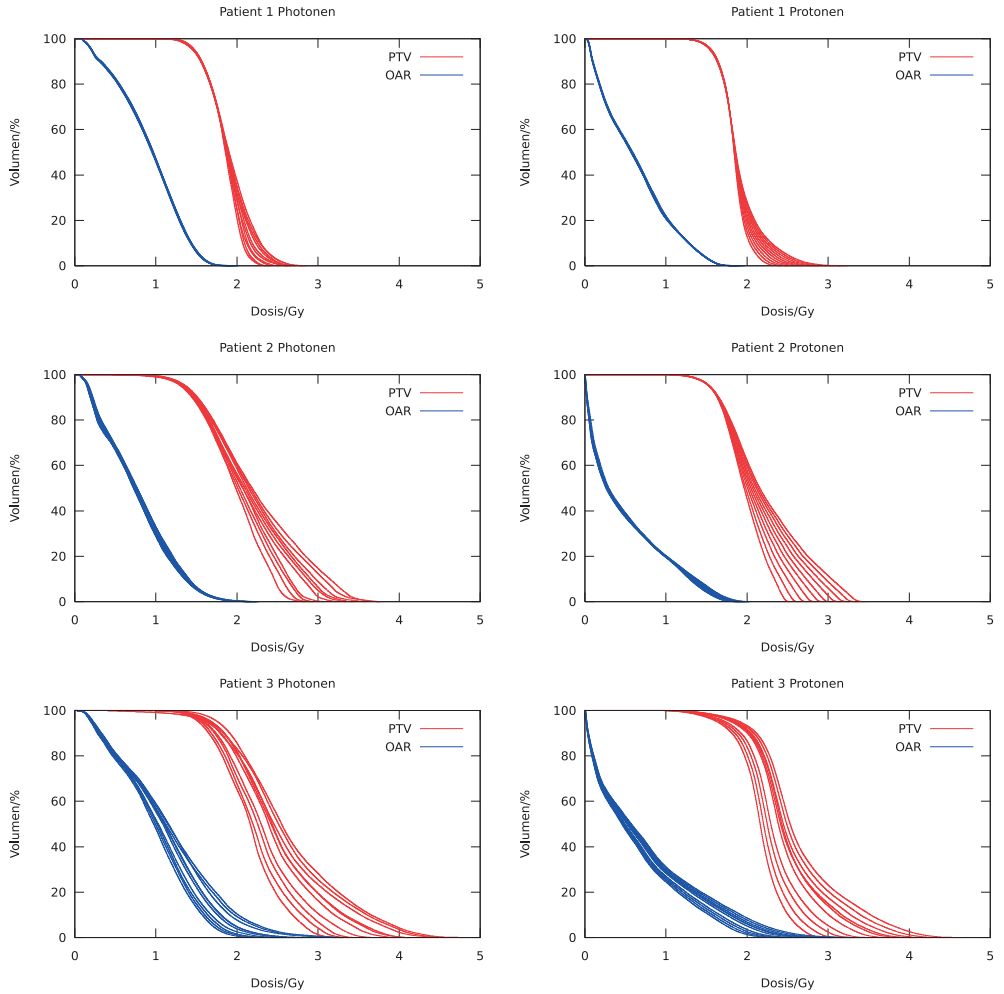 Patient 1 Photonen
Volumen/%
100
80
60
40
20
0
PTV
OAR
0 1 2 3 4 5
Dosis/Gy
Patient 1 Protonen
Volumen/%
100
80
60
40
20
0
PTV
OAR
0 1 2 3 4 5
Dosis/Gy
Patient 2 Photonen
Volumen/%
100
80
60
40
20
0
PTV
OAR
0 1 2 3 4 5
Dosis/Gy
Patient 2 Protonen
Volumen/%
100
80
60
40
20
0
PTV
OAR
0 1 2 3 4 5
Dosis/Gy
Patient 3 Photonen
Volumen/%
100
80
60
40
20
0
PTV
OAR
0 1 2 3 4 5
Dosis/Gy
Patient 3 Protonen
Volumen/%
100
80
60
40
20
0
PTV
OAR
0 1 2 3 4 5
Dosis/Gy